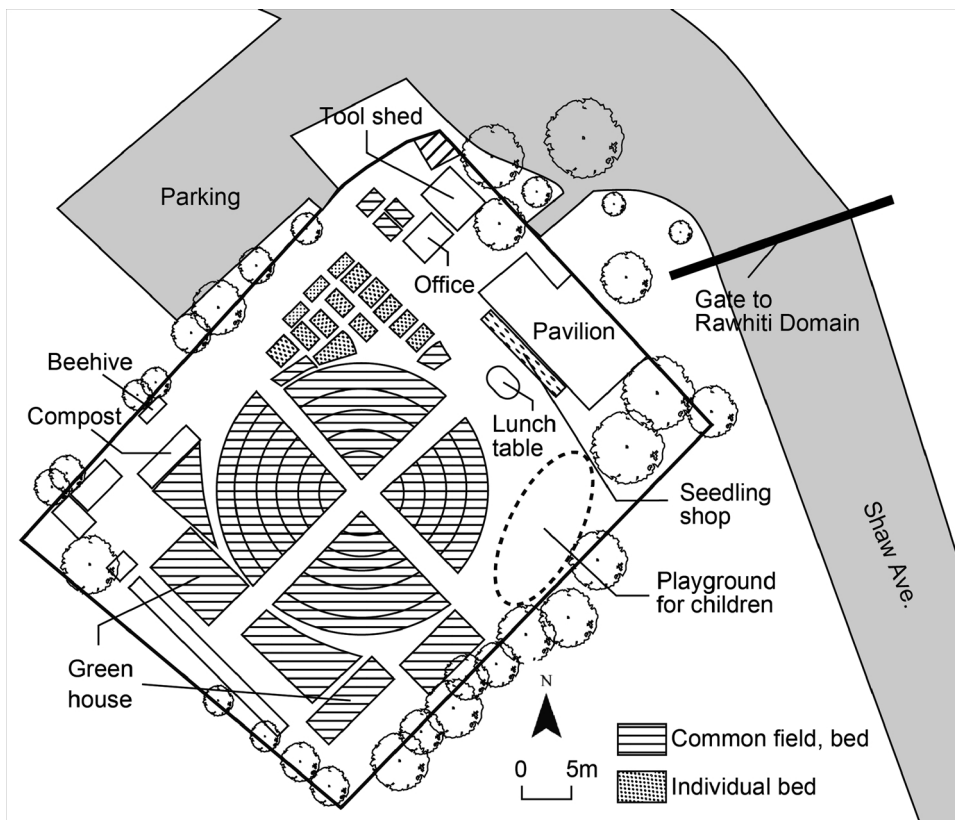 Tool shed
Parking
Office
Gate to
Rawhiti Domain
Pavilion
Beehive
Compost
Lunch
table
Seedling
shop
Shaw Ave.
Playground
for children
Green
house
N
0 5m
Common field, bed
Individual bed